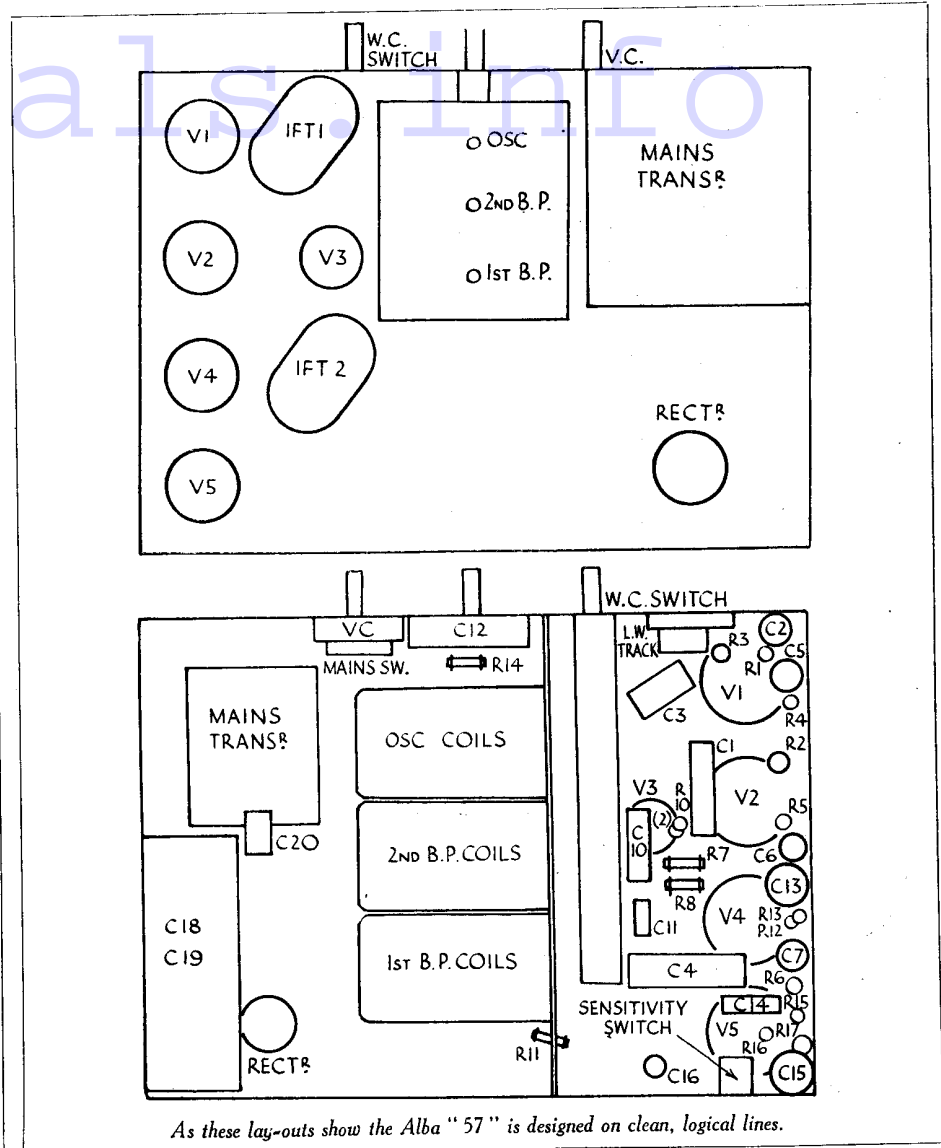 als.info
W.C.
SWITCH
V.C.
V1
IFT1
OSC
MAINS
TRANSR.
2ND B.P.
V2
V3
1ST B.P.
V4
IFT 2
RECTR.
V5
W.C. SWITCH
VC
C12
L.W.
TRACK
R3
C2
MAINS SW.
R14
R1
C5
V1
C3
R4
MAINS
TRANSR.
OSC COILS
C1
R2
V3
R
10
(2)
V2
C
10
R5
C20
2ND B.P. COILS
R7
C6
R8
C13
C11
V4
R13
R12
C18
C19
1ST B.P. COILS
C4
C7
R6
SENSITIVITY
SWITCH
C14
R15
V5
R17
R16
R11
RECTR.
C16
C15
As these lay-outs show the Alba "57" is designed on clean, logical lines.